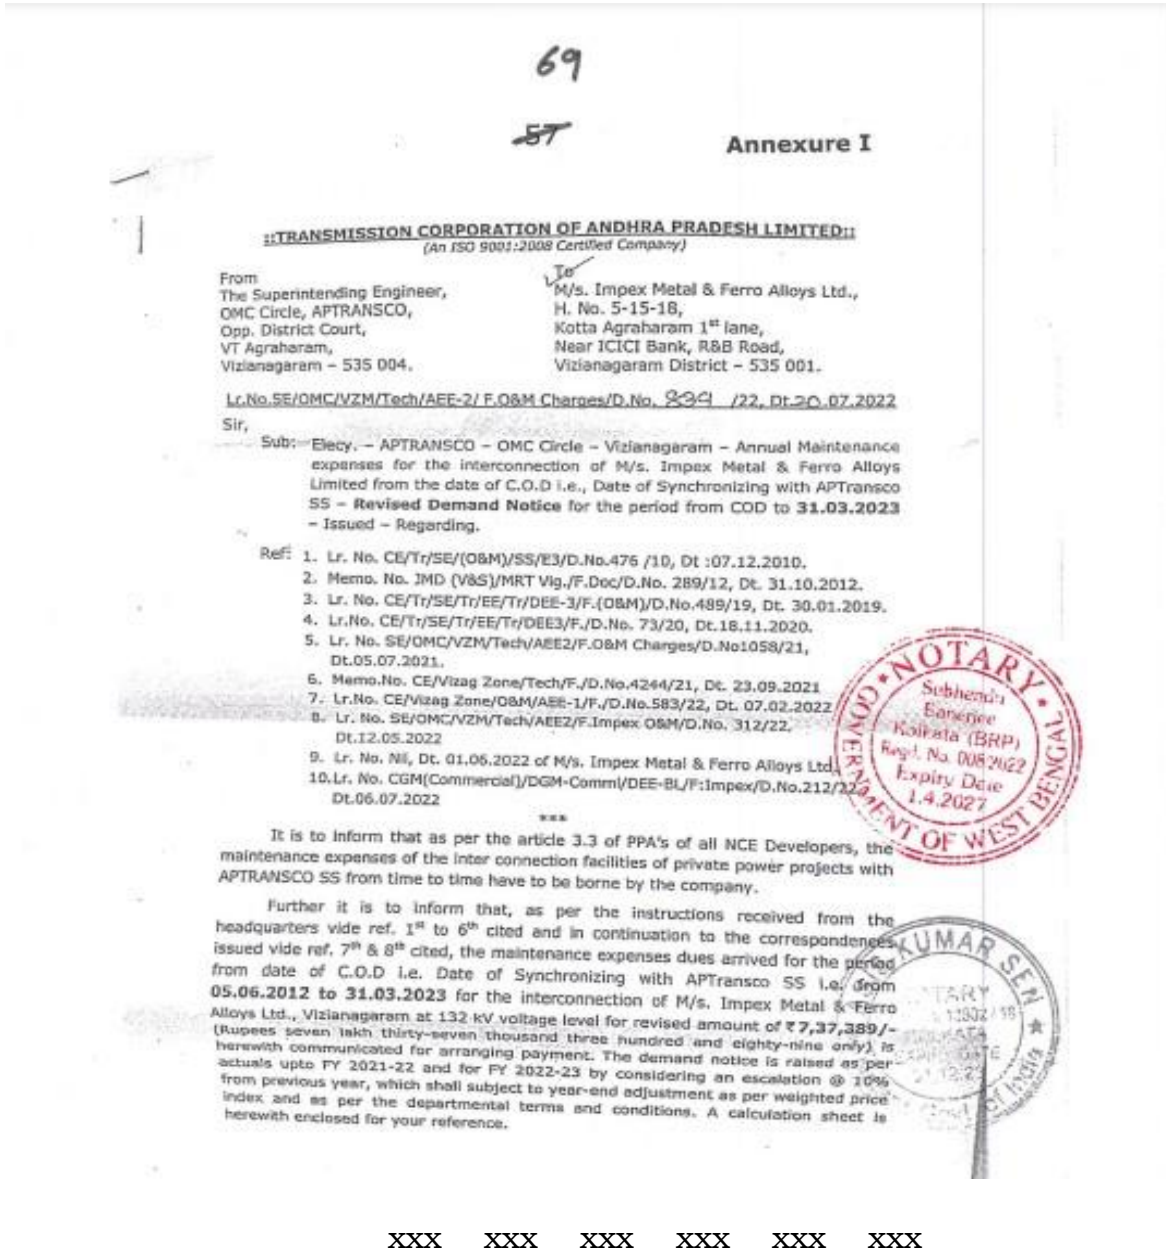 69
57
Annexure I
::TRANSMISSION CORPORATION OF ANDHRA PRADESH LIMITED::
(An ISO 9001:2008 Certified Company)
From
The Superintending Engineer,
OMC Circle, APTRANSCO,
Opp. District Court,
VT Agraharam,
Vizianagaram – 535 004.
To
M/s. Impex Metal & Ferro Alloys Ltd.,
H. No. 5-15-18,
Kotta Agraharam 1st lane,
Near ICICI Bank, R&B Road,
Vizianagaram District – 535 001.
Lr.No.SE/OMC/VZM/Tech/AEE-2/ F.O&M Charges/D.No. /22, Dt.20.07.2022
Sir,
Sub:- Elecy. – APTRANSCO – OMC Circle – Vizianagaram – Annual Maintenance
expenses for the interconnection of M/s. Impex Metal & Ferro Alloys
Limited from the date of C.O.D i.e., Date of Synchronizing with APTransco
SS – Revised Demand Notice for the period from COD to 31.03.2023
– Issued – Regarding.
Ref: 1. Lr. No. CE/Tr/SE/(O&M)/SS/E3/D.No.476 /10, Dt :07.12.2010.
2. Memo. No. JMD (V&S)/MRT Vig./F.Doc/D.No. 289/12, Dt. 31.10.2012.
3. Lr. No. CE/Tr/SE/Tr/EE/Tr/DEE-3/F.(O&M)/D.No.489/19, Dt. 30.01.2019.
4. Lr.No. CE/Tr/SE/Tr/EE/Tr/DEE3/F./D.No. 73/20, Dt.18.11.2020.
5. Lr. No. SE/OMC/VZM/Tech/AEE2/F.O&M Charges/D.No1058/21,
Dt.05.07.2021.
6. Memo.No. CE/Vizag Zone/Tech/F./D.No.4244/21, Dt. 23.09.2021
7. Lr.No. CE/Vizag Zone/O&M/AEE-1/F./D.No.583/22, Dt. 07.02.2022
8. Lr. No. SE/OMC/VZM/Tech/AEE2/F.Impex O&M/D.No. 312/22,
Dt.12.05.2022
9. Lr. No. Nil, Dt. 01.06.2022 of M/s. Impex Metal & Ferro Alloys Ltd.
10.Lr. No. CGM(Commercial)/DGM-Comml/DEE-BL/F:Impex/D.No.212/22
Dt.06.07.2022
***
It is to inform that as per the article 3.3 of PPA's of all NCE Developers, the
maintenance expenses of the inter connection facilities of private power projects with
APTRANSCO SS from time to time have to be borne by the company.
Further it is to inform that, as per the instructions received from the
headquarters vide ref. 1st to 6th cited and in continuation to the correspondences
issued vide ref. 7th & 8th cited, the maintenance expenses dues arrived for the period
from date of C.O.D i.e. Date of Synchronizing with APTransco SS i.e. from
05.06.2012 to 31.03.2023 for the interconnection of M/s. Impex Metal & Ferro
Alloys Ltd., Vizianagaram at 132 kV voltage level for revised amount of ₹7,37,389/-
(Rupees seven lakh thirty-seven thousand three hundred and eighty-nine only) is
herewith communicated for arranging payment. The demand notice is raised as per
actuals upto FY 2021-22 and for FY 2022-23 by considering an escalation @ 10%
from previous year, which shall subject to year-end adjustment as per weighted price
index and as per the departmental terms and conditions. A calculation sheet is
herewith enclosed for your reference.
NOTARY
GOVERNMENT OF WEST BENGAL
Subhendu
Banerjee
Kolkata (BRP)
Regd. No. 008/2022
Expiry Date
1.4.2027
KUMAR SEN
xxx xxx xxx xxx xxx xxx